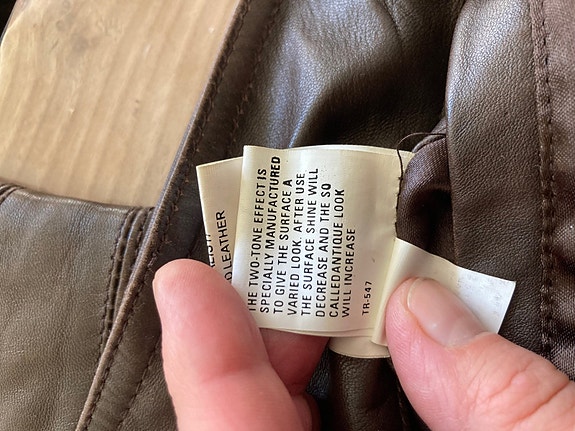 LEATHER
THE TWO-TONE EFFECT IS
SPECIALLY MANUFACTURED
TO GIVE THE SURFACE A
VARIED LOOK. AFTER USE
THE SURFACE SHINE WILL
DECREASE AND THE SO
CALLEDANTIQUE LOOK
WILL INCREASE
TR-547